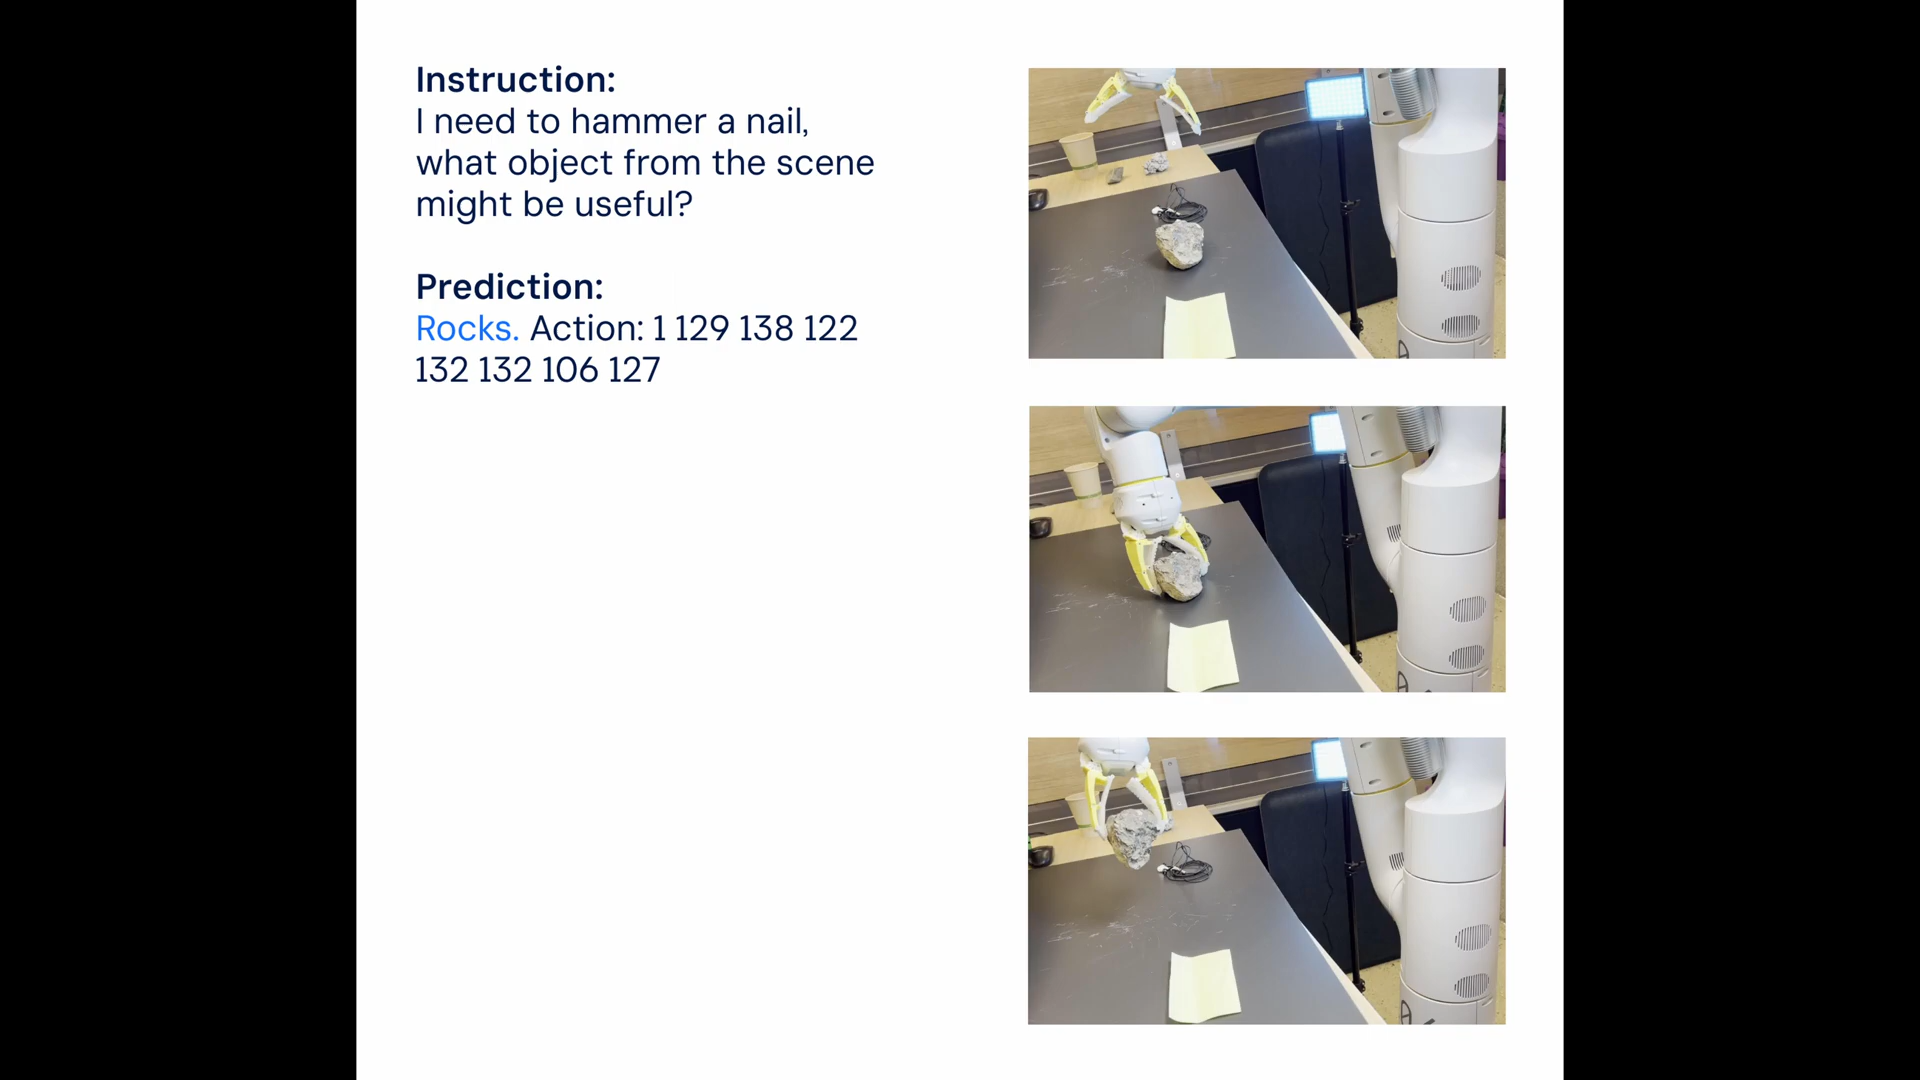 Instruction:
I need to hammer a nail,
what object from the scene
might be useful?
Prediction:
Rocks. Action: 1 129 138 122
132 132 106 127